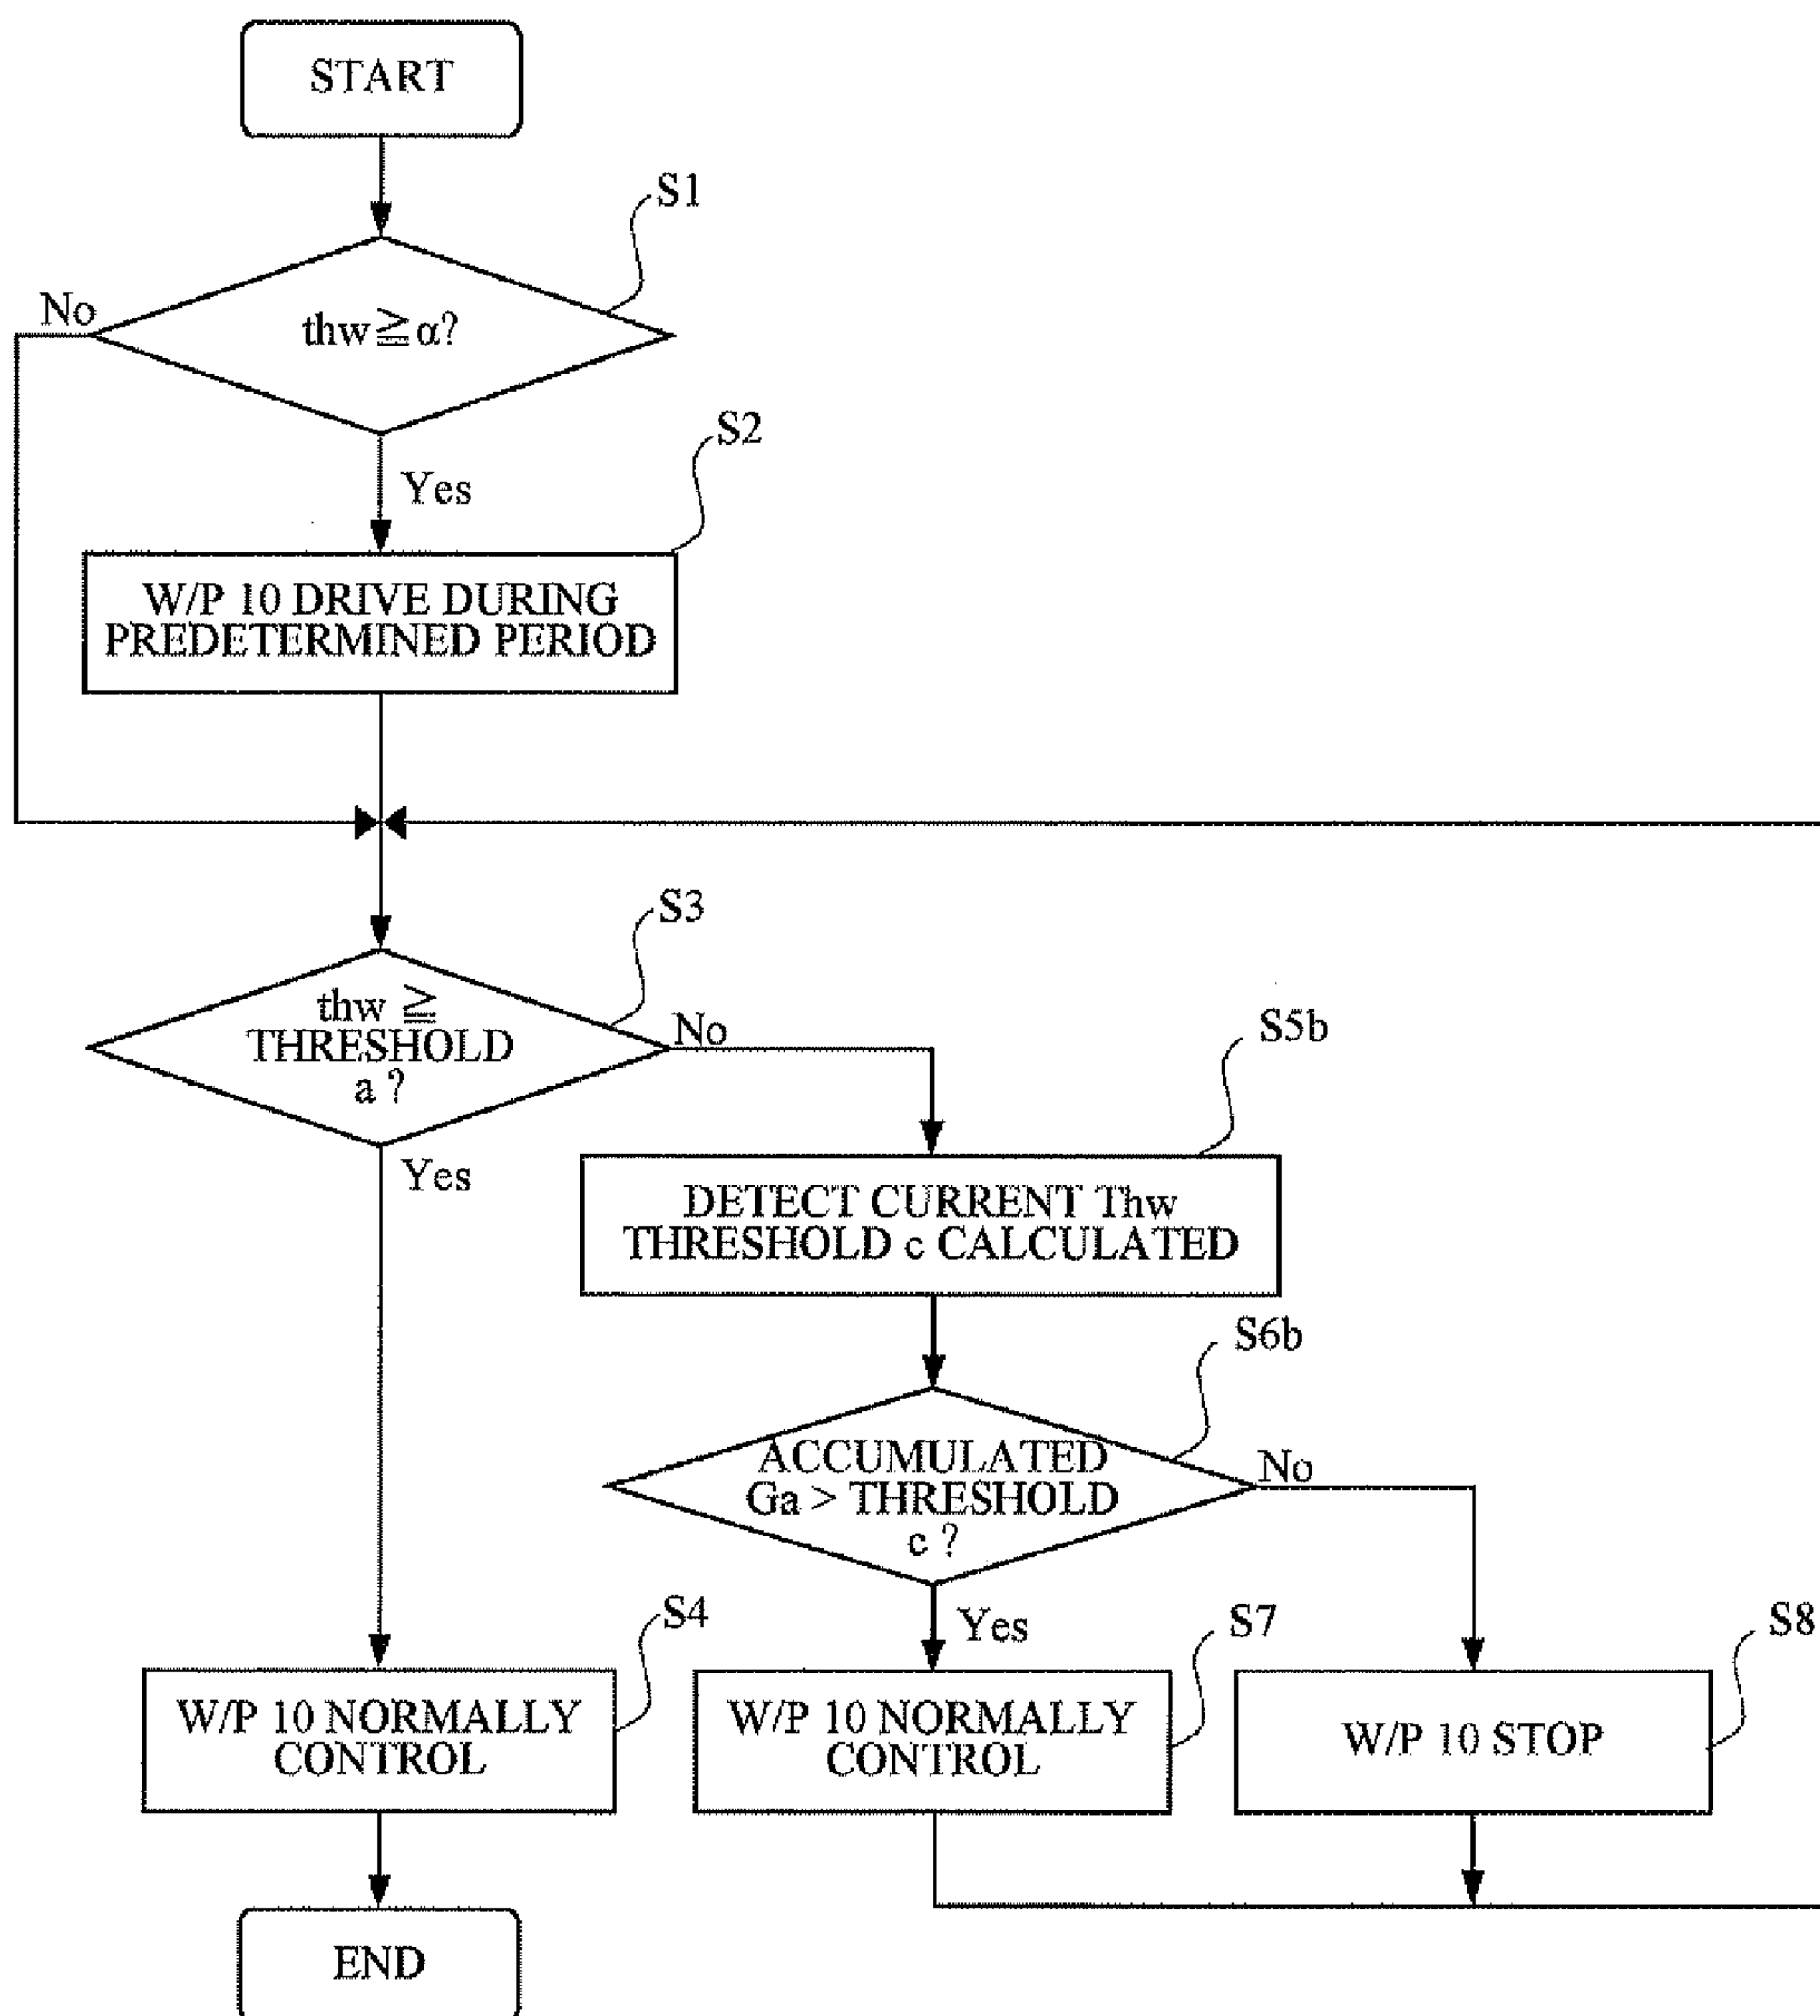 START
S1
No
thw≧α?
S2
Yes
W/P 10 DRIVE DURING
PREDETERMINED PERIOD
S3
thw ≧
THRESHOLD
a ?
No
S5b
Yes
DETECT CURRENT Thw
THRESHOLD c CALCULATED
S6b
ACCUMULATED
Ga > THRESHOLD
c ?
No
S4
Yes
S7
S8
W/P 10 NORMALLY
CONTROL
W/P 10 NORMALLY
CONTROL
W/P 10 STOP
END